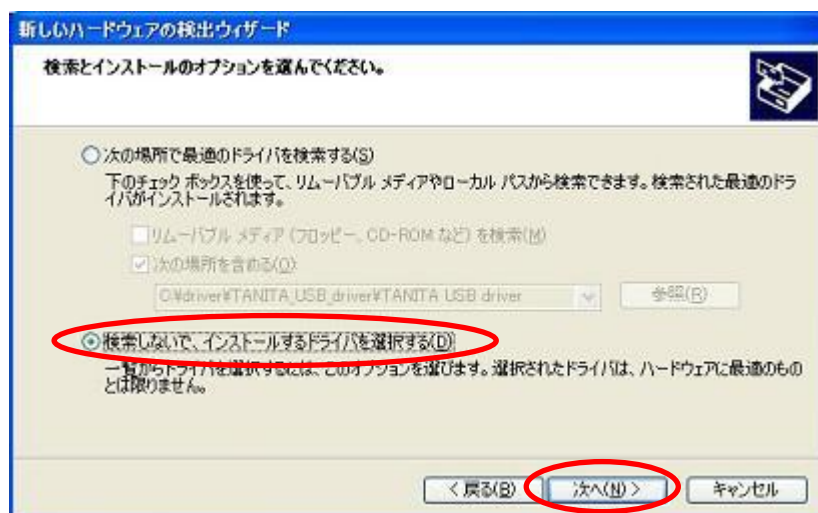 新しいハードウェアの検出ウィザード
検索とインストールのオプションを選んでください。
次の場所で最適のドライバを検索する(S)
下のチェック ボックスを使って、リムーバブル メディアやローカル パスから検索できます。検索された最適のドラ
イバがインストールされます。
リムーバブル メディア (フロッピー、CD-ROM など) を検索(M)
次の場所を含める(O)
C:¥driver¥TANITA_USB_driver¥TANITA USB driver
参照(R)
検索しないで、インストールするドライバを選択する(D)
一覧からドライバを選択するには、このオプションを選びます。選択されたドライバは、ハードウェアに最適のもの
とは限りません。
< 戻る(B)
次へ(N) >
キャンセル